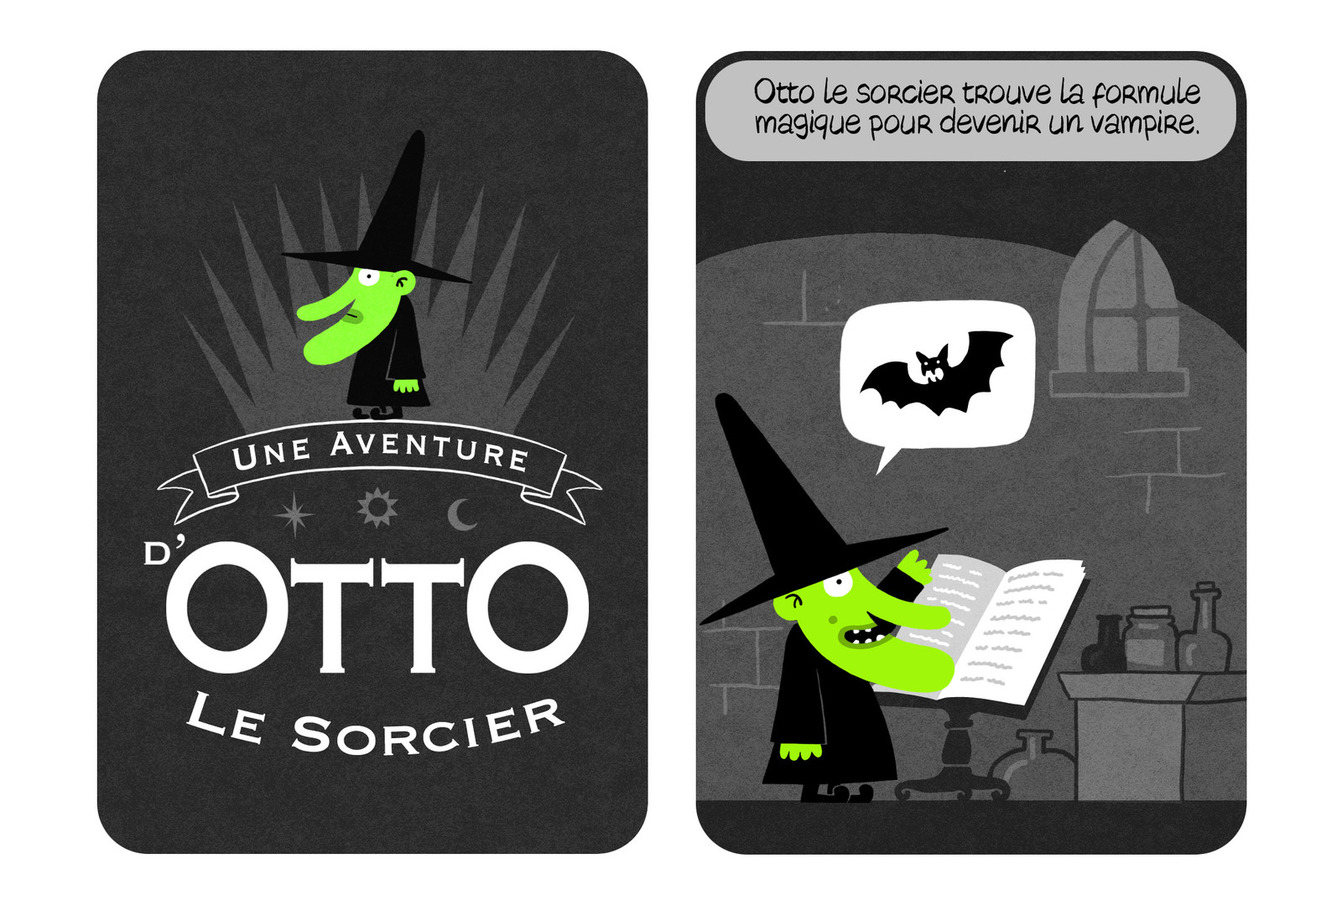 Une Aventure
d'Otto
Le Sorcier
Otto le sorcier trouve la formule
magique pour devenir un vampire.